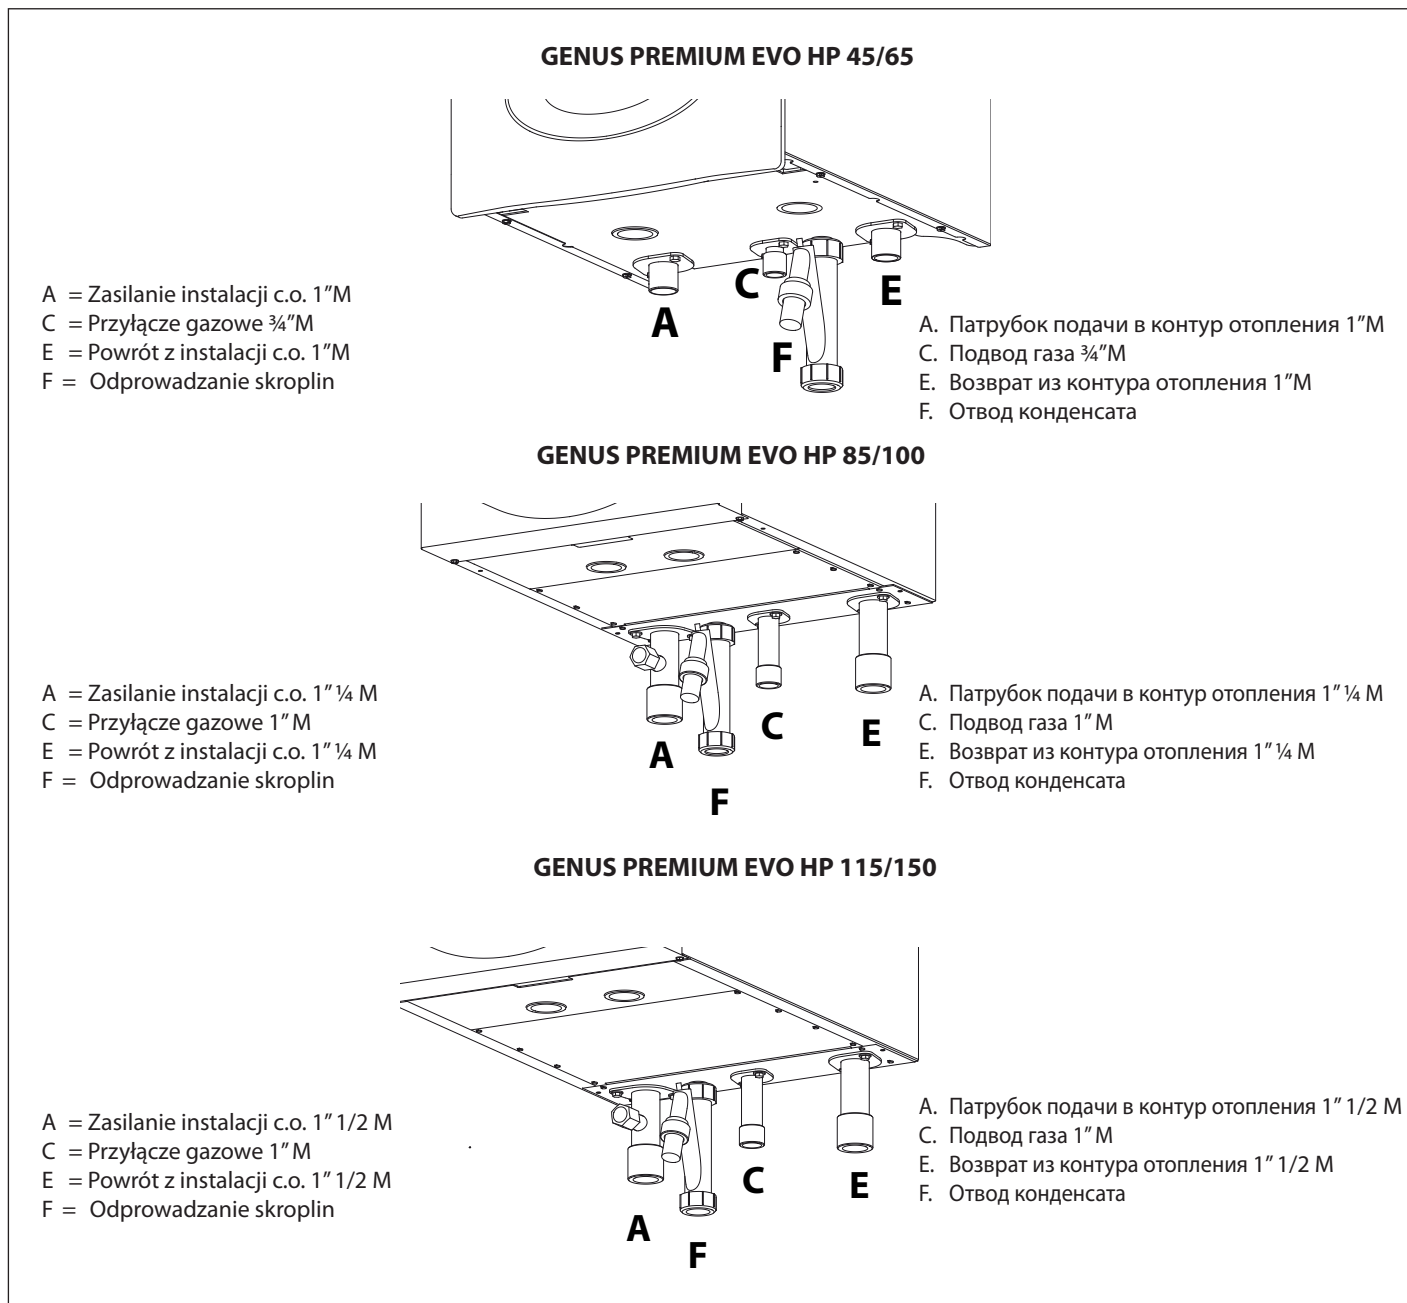 GENUS PREMIUM EVO HP 45/65
A = Zasilanie instalacji c.o. 1”M
C = Przyłącze gazowe ¾”M
E = Powrót z instalacji c.o. 1”M
F = Odprowadzanie skroplin
A
C
F
E
A. Патрубок подачи в контур отопления 1”M
C. Подвод газа ¾”M
E. Возврат из контура отопления 1”M
F. Отвод конденсата
GENUS PREMIUM EVO HP 85/100
A = Zasilanie instalacji c.o. 1” ¼ M
C = Przyłącze gazowe 1” M
E = Powrót z instalacji c.o. 1” ¼ M
F = Odprowadzanie skroplin
A
F
C
E
A. Патрубок подачи в контур отопления 1” ¼ M
C. Подвод газа 1” M
E. Возврат из контура отопления 1” ¼ M
F. Отвод конденсата
GENUS PREMIUM EVO HP 115/150
A = Zasilanie instalacji c.o. 1” 1/2 M
C = Przyłącze gazowe 1” M
E = Powrót z instalacji c.o. 1” 1/2 M
F = Odprowadzanie skroplin
A
F
C
E
A. Патрубок подачи в контур отопления 1” 1/2 M
C. Подвод газа 1” M
E. Возврат из контура отопления 1” 1/2 M
F. Отвод конденсата